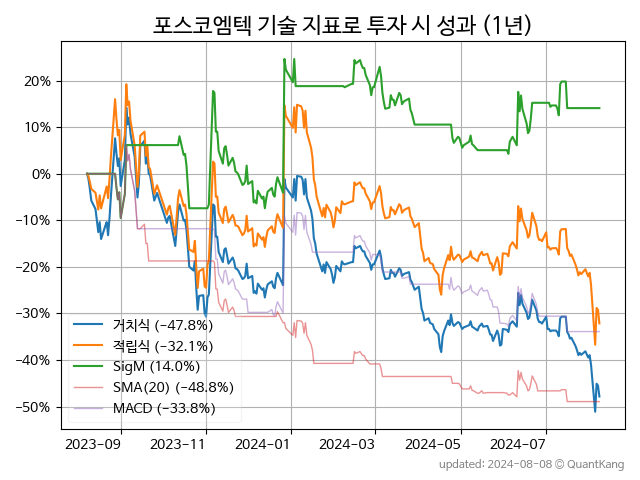 포스코엠텍 기술 지표로 투자 시 성과 (1년)
20%
10%
0%
−10%
−20%
−30%
−40%
−50%
거치식 (−47.8%)
적립식 (−32.1%)
SigM (14.0%)
SMA(20) (−48.8%)
MACD (−33.8%)
2023-09 2023-11 2024-01 2024-03 2024-05 2024-07
updated: 2024-08-08 © QuantKang